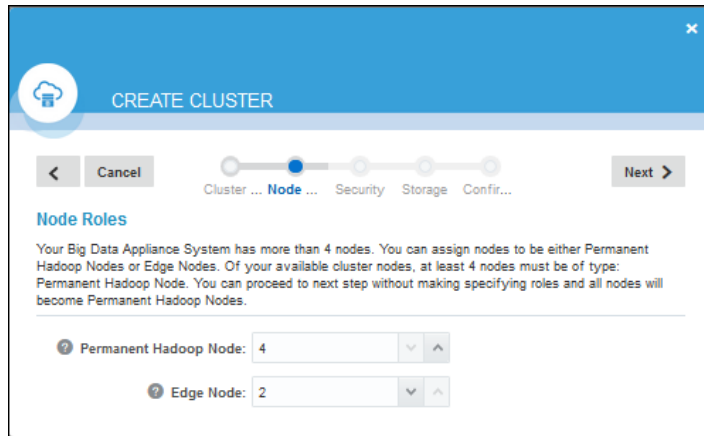 CREATE CLUSTER
Cancel
Next
Cluster ... Node ... Security Storage Confir...
Node Roles
Your Big Data Appliance System has more than 4 nodes. You can assign nodes to be either Permanent
Hadoop Nodes or Edge Nodes. Of your available cluster nodes, at least 4 nodes must be of type:
Permanent Hadoop Node. You can proceed to next step without making specifying roles and all nodes will
become Permanent Hadoop Nodes.
? Permanent Hadoop Node: 4
? Edge Node: 2